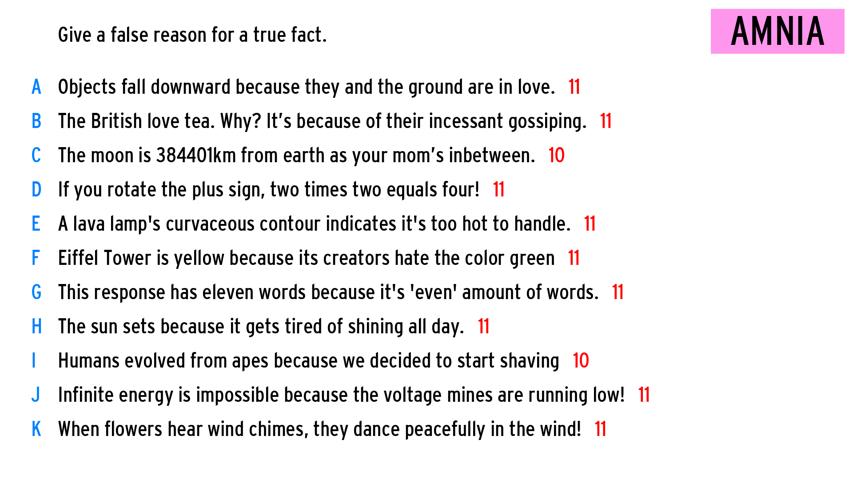 Give a false reason for a true fact.
AMNIA
A Objects fall downward because they and the ground are in love. 11
B The British love tea. Why? It's because of their incessant gossiping. 11
C The moon is 384401km from earth as your mom's inbetween. 10
D If you rotate the plus sign, two times two equals four! 11
E A lava lamp's curvaceous contour indicates it's too hot to handle. 11
F Eiffel Tower is yellow because its creators hate the color green 11
G This response has eleven words because it's 'even' amount of words. 11
H The sun sets because it gets tired of shining all day. 11
I Humans evolved from apes because we decided to start shaving 10
J Infinite energy is impossible because the voltage mines are running low! 11
K When flowers hear wind chimes, they dance peacefully in the wind! 11